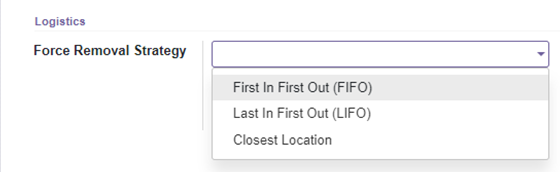 Logistics
Force Removal Strategy
First In First Out (FIFO)
Last In First Out (LIFO)
Closest Location